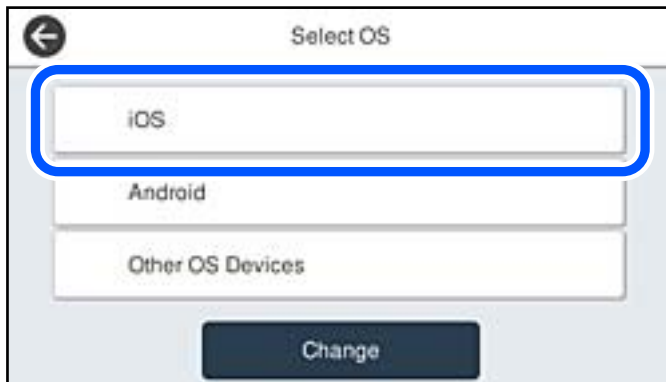 Select OS
iOS
Android
Other OS Devices
Change